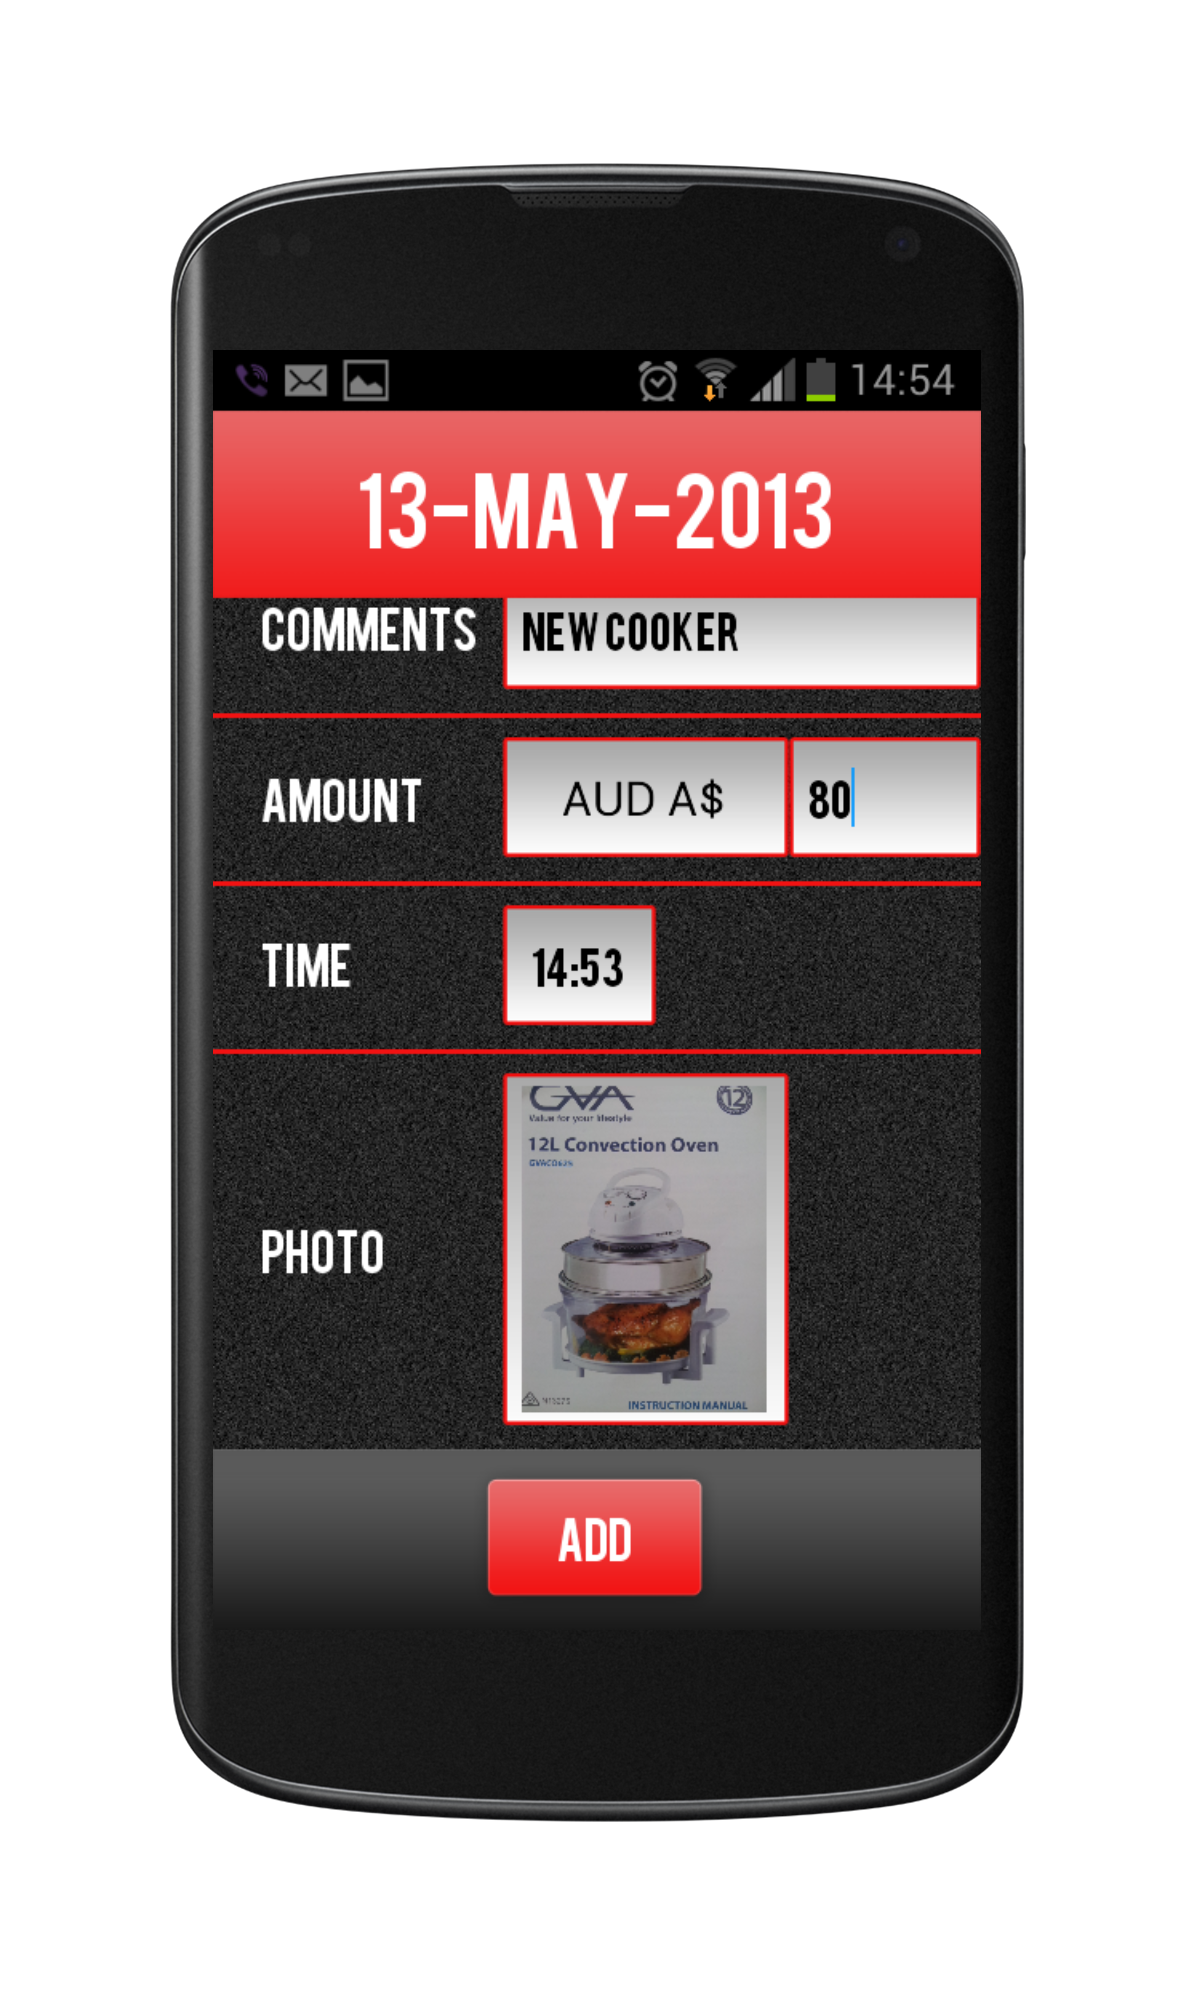 14:54
13-MAY-2013
COMMENTS NEW COOKER
AMOUNT AUD A$ 80
TIME 14:53
PHOTO
GVA 12
Value for your lifestyle
12L Convection Oven
INSTRUCTION MANUAL
ADD